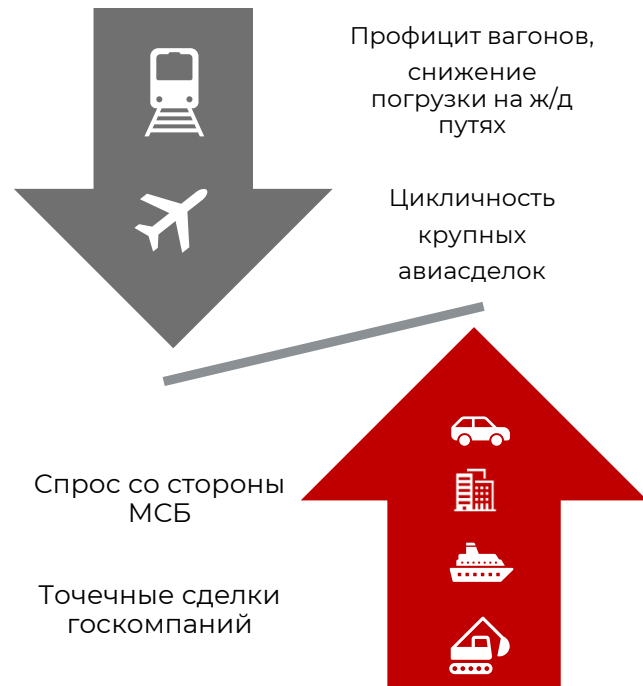 Профицит вагонов,
снижение
погрузки на ж/д
путях
Цикличность
крупных
авиасделок
Спрос со стороны
МСБ
Точечные сделки
госкомпаний